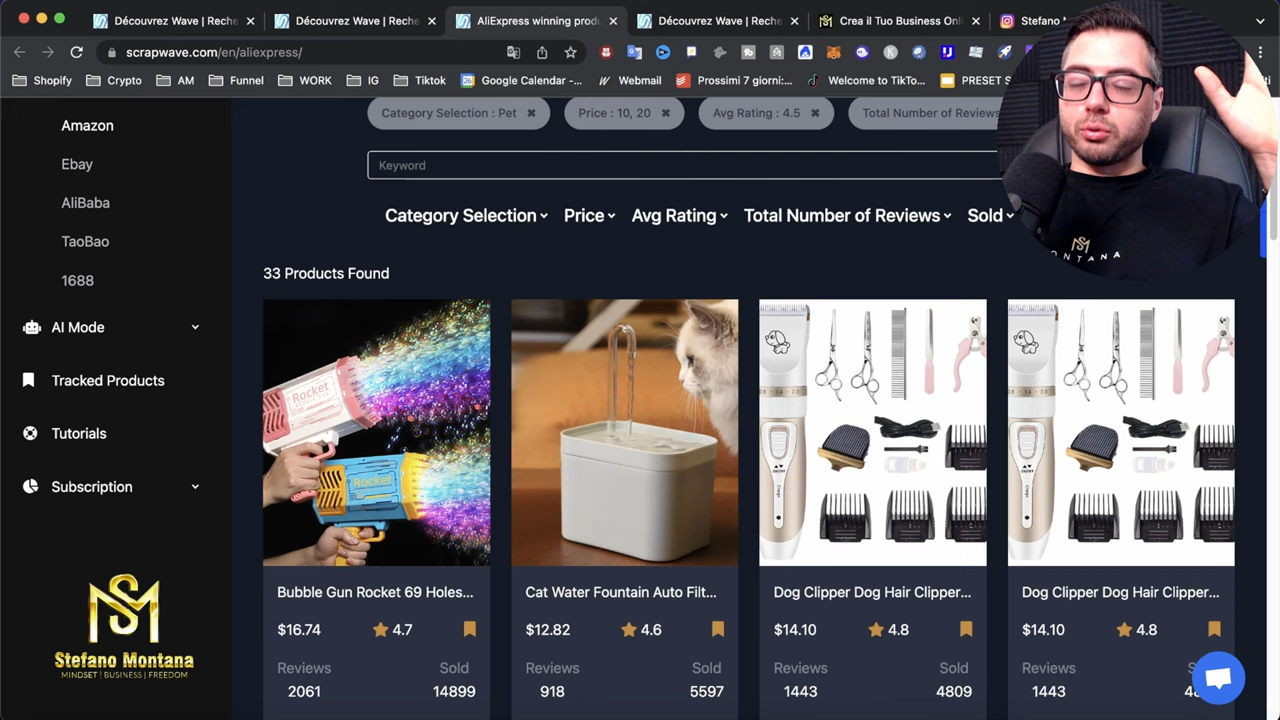 Découvrez Wave | Reche
Découvrez Wave | Reche
AliExpress winning produ
Découvrez Wave | Reche
Crea il Tuo Business Onl
Stefano
scrapwave.com/en/aliexpress/
Shopify
Crypto
AM
Funnel
WORK
IG
Tiktok
Google Calendar -...
Webmail
Prossimi 7 giorni:...
Welcome to TikTo...
PRESET S
Amazon
Ebay
AliBaba
TaoBao
1688
AI Mode
Tracked Products
Tutorials
Subscription
SM
Stefano Montana
MINDSET | BUSINESS | FREEDOM
Category Selection : Pet
Price : 10, 20
Avg Rating : 4.5
Total Number of Reviews
Keyword
Category Selection
Price
Avg Rating
Total Number of Reviews
Sold
33 Products Found
Rocket
Rocket
Bubble Gun Rocket 69 Holes...
$16.74
4.7
Reviews
Sold
2061
14899
Cat Water Fountain Auto Filt...
$12.82
4.6
Reviews
Sold
918
5597
Dog Clipper Dog Hair Clipper...
$14.10
4.8
Reviews
Sold
1443
4809
Dog Clipper Dog Hair Clipper...
$14.10
4.8
Reviews
1443
ONTANA